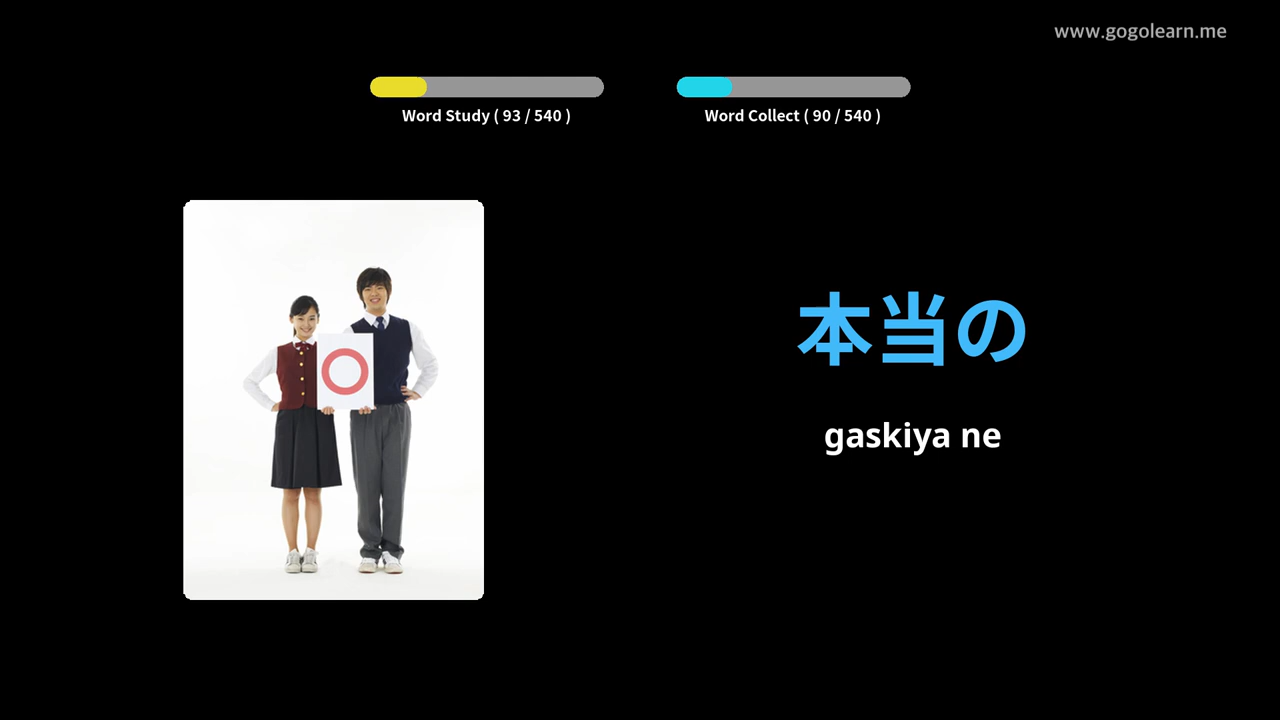 www.gogolearn.me
Word Study ( 93 / 540 )
Word Collect ( 90 / 540 )
本当の
gaskiya ne